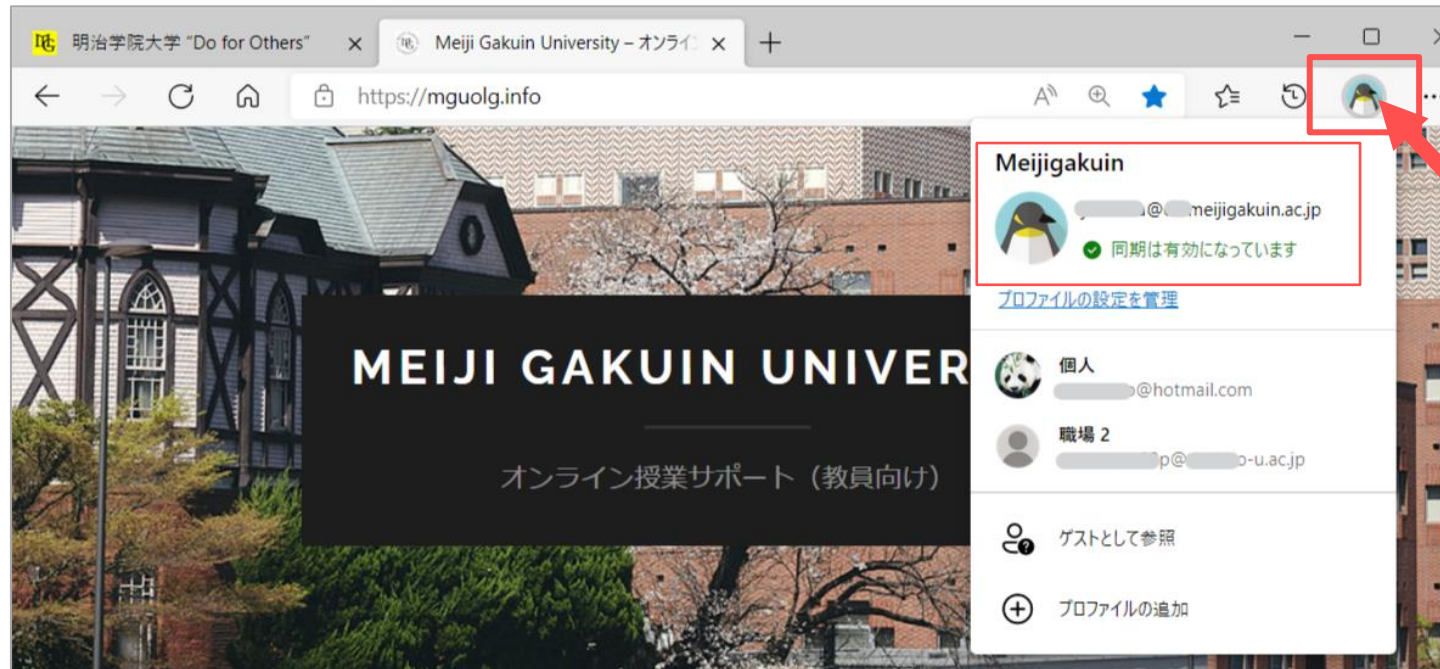 明治学院大学 “Do for Others”
Meiji Gakuin University – オンライ
https://mguolg.info
Meijigakuin
meijigakuin.ac.jp
同期は有効になっています
プロファイルの設定を管理
個人
@hotmail.com
職場 2
p@ o-u.ac.jp
ゲストとして参照
プロファイルの追加
MEIJI GAKUIN UNIVER
オンライン授業サポート（教員向け）